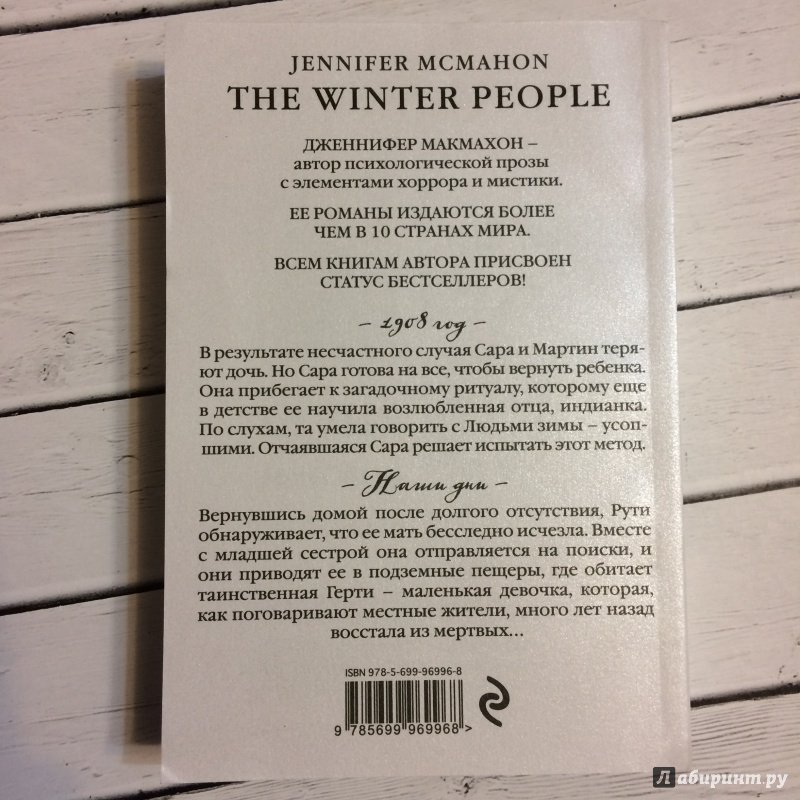 JENNIFER MCMAHON
THE WINTER PEOPLE
ДЖЕННИФЕР МАКМАХОН –
автор психологической прозы
с элементами хоррора и мистики.
ЕЕ РОМАНЫ ИЗДАЮТСЯ БОЛЕЕ
ЧЕМ В 10 СТРАНАХ МИРА.
ВСЕМ КНИГАМ АВТОРА ПРИСВОЕН
СТАТУС БЕСТСЕЛЛЕРОВ!
– 1908 год –
В результате несчастного случая Сара и Мартин теря-
ют дочь. Но Сара готова на все, чтобы вернуть ребенка.
Она прибегает к загадочному ритуалу, которому еще
в детстве ее научила возлюбленная отца, индианка.
По слухам, та умела говорить с Людьми зимы – усоп-
шими. Отчаявшаяся Сара решает испытать этот метод.
– Наши дни –
Вернувшись домой после долгого отсутствия, Рути
обнаруживает, что ее мать бесследно исчезла. Вместе
с младшей сестрой она отправляется на поиски, и
они приводят ее в подземные пещеры, где обитает
таинственная Герти – маленькая девочка, которая,
как поговаривают местные жители, много лет назад
восстала из мертвых...
ISBN 978-5-699-96996-8
9 785699 969968 >
Лабиринт.ру